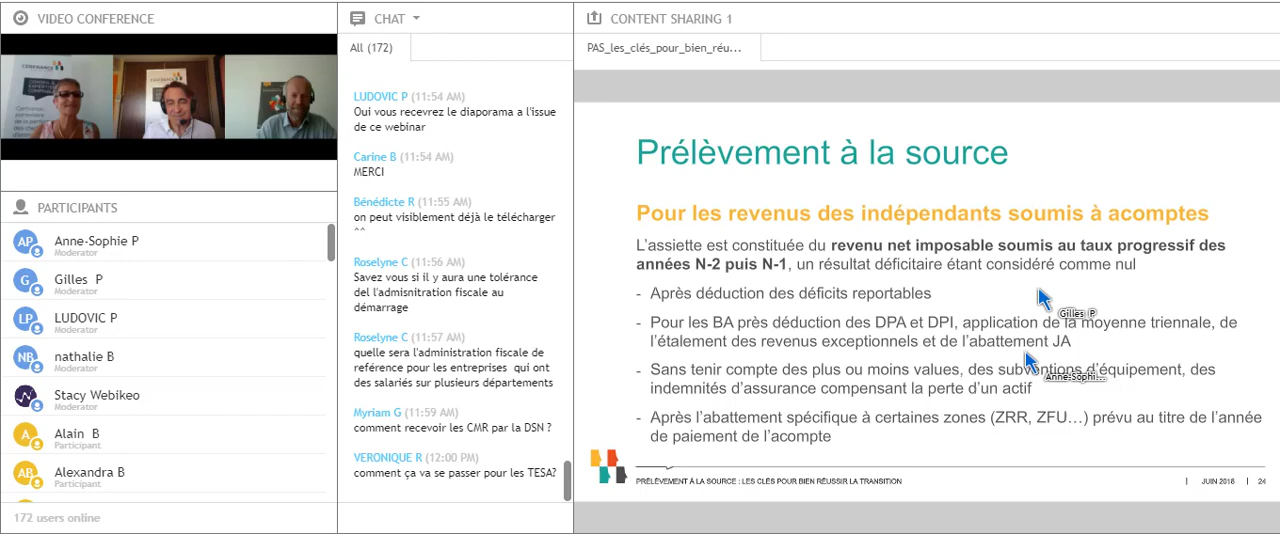 VIDEO CONFERENCE
CERFRANCE
CONSEIL &
EXPERTISE
COMPTABLE
PARTICIPANTS
AP
Anne-Sophie P
Moderator
G
Gilles P
Moderator
LP
LUDOVIC P
Moderator
NB
nathalie B
Moderator
Stacy Webikeo
Moderator
A
Alain B
Participant
AB
Alexandra B
Participant
172 users online
CHAT
All (172)
LUDOVIC P (11:54 AM)
Oui vous recevrez le diaporama a l'issue
de ce webinar
Carine B (11:54 AM)
MERCI
Bénédicte R (11:55 AM)
on peut visiblement déjà le télécharger
^^
Roselyne C (11:56 AM)
Savez vous si il y aura une tolérance
del l'admisnitration fiscale au
démarrage
Roselyne C (11:57 AM)
quelle sera l'administration fiscale de
reférence pour les entreprises qui ont
des salariés sur plusieurs départements
Myriam G (11:59 AM)
comment recevoir les CMR par la DSN ?
VERONIQUE R (12:00 PM)
comment ça va se passer pour les TESA?
CONTENT SHARING 1
PAS_les_clés_pour_bien_réu...
Prélèvement à la source
Pour les revenus des indépendants soumis à acomptes
L'assiette est constituée du revenu net imposable soumis au taux progressif des
années N-2 puis N-1, un résultat déficitaire étant considéré comme nul
- Après déduction des déficits reportables
Gilles P
- Pour les BA près déduction des DPA et DPI, application de la moyenne triennale, de
l'étalement des revenus exceptionnels et de l'abattement JA
- Sans tenir compte des plus ou moins values, des subventions d'équipement, des
Anne-Sophi...
indemnités d'assurance compensant la perte d'un actif
- Après l'abattement spécifique à certaines zones (ZRR, ZFU…) prévu au titre de l'année
de paiement de l'acompte
PRÉLÈVEMENT À LA SOURCE : LES CLÉS POUR BIEN RÉUSSIR LA TRANSITION
| JUIN 2018 | 24